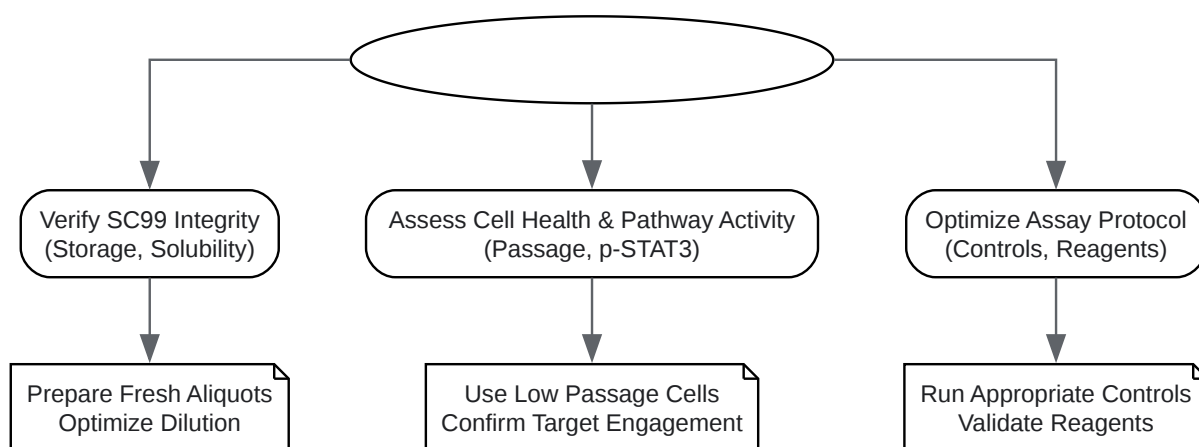 Verify SC99 Integrity
(Storage, Solubility)
Assess Cell Health & Pathway Activity
(Passage, p-STAT3)
Optimize Assay Protocol
(Controls, Reagents)
Prepare Fresh Aliquots
Optimize Dilution
Use Low Passage Cells
Confirm Target Engagement
Run Appropriate Controls
Validate Reagents